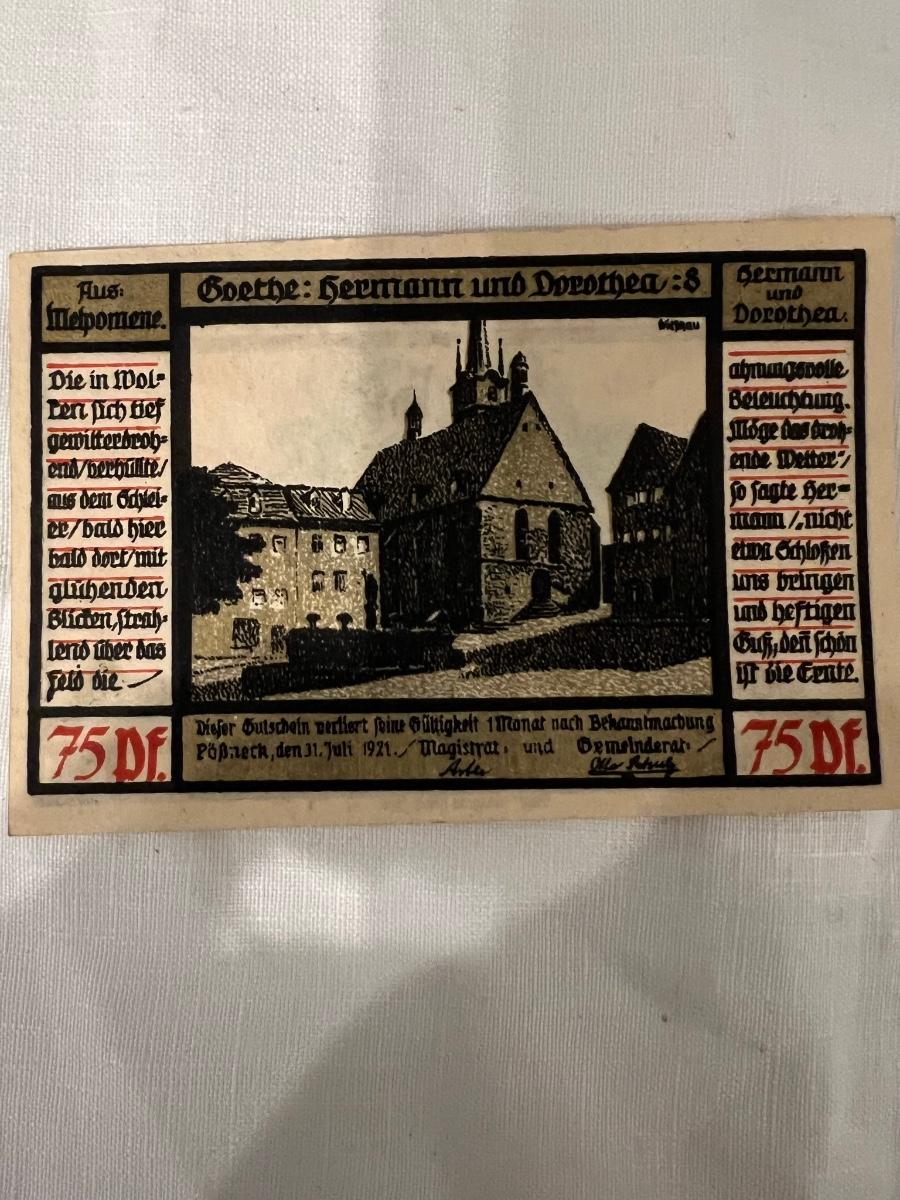 Aus:
Melpomene.
Goethe: Hermann und Dorothea: 8
Hermann
und
Dorothea.
Die in Wol=
ken sich tief
gewitterdroh=
end/verhüllte/
aus dem Schlei=
er/bald hier
bald dort/mit
glühenden
Blicken, strah=
lend über das
Feld die
ahnungsvolle
Beleuchtung.
Möge das droh=
ende Wetter:/
so sagte Her=
mann/, nicht
etwa Schloßen
uns bringen
und heftigen
Guß; deñ schön
ist die Ernte.
75 Pf.
Dieser Gutschein verliert seine Gültigkeit 1 Monat nach Bekanntmachung
Pößneck, den 31. Juli 1921. Magistrat: und Gemeinderat:
75 Pf.